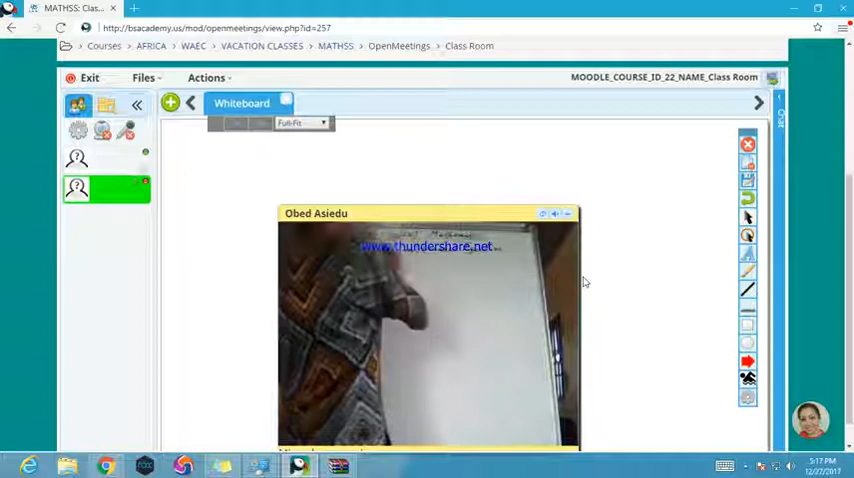 MATHSS: Class
http://bsacademy.us/mod/openmeetings/view.php?id=257
Courses AFRICA WAEC VACATION CLASSES MATHSS OpenMeetings Class Room
Exit Files Actions MOODLE_COURSE_ID_22_NAME_Class Room
Whiteboard
Full-Fit
Chat
Obed Asiedu
www.thundershare.net
5:17 PM
12/27/2017